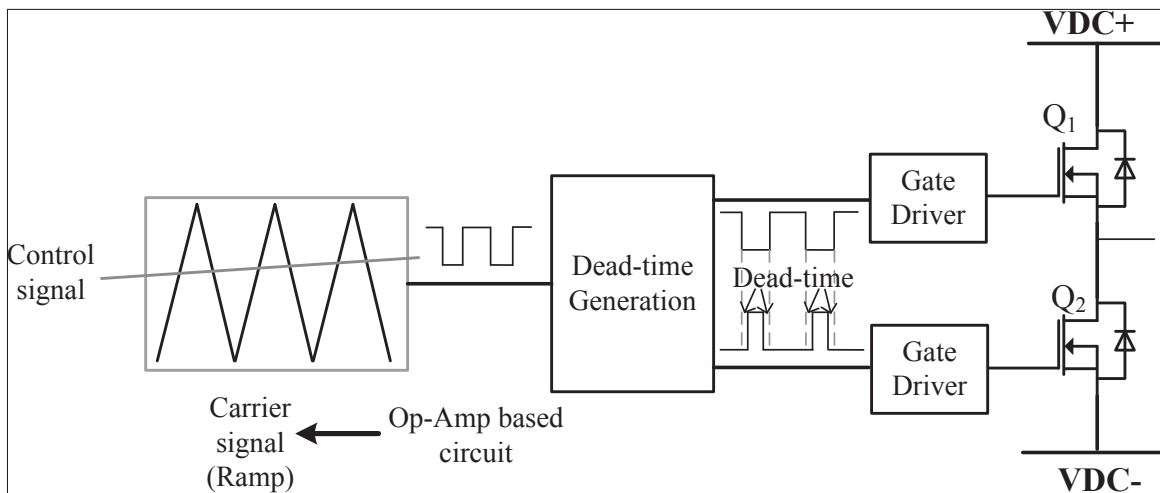 VDC+
Q1
Gate
Driver
Control
signal
Dead-time
Generation
Dead-time
Q2
Gate
Driver
Carrier
signal
(Ramp)
Op-Amp based
circuit
VDC-